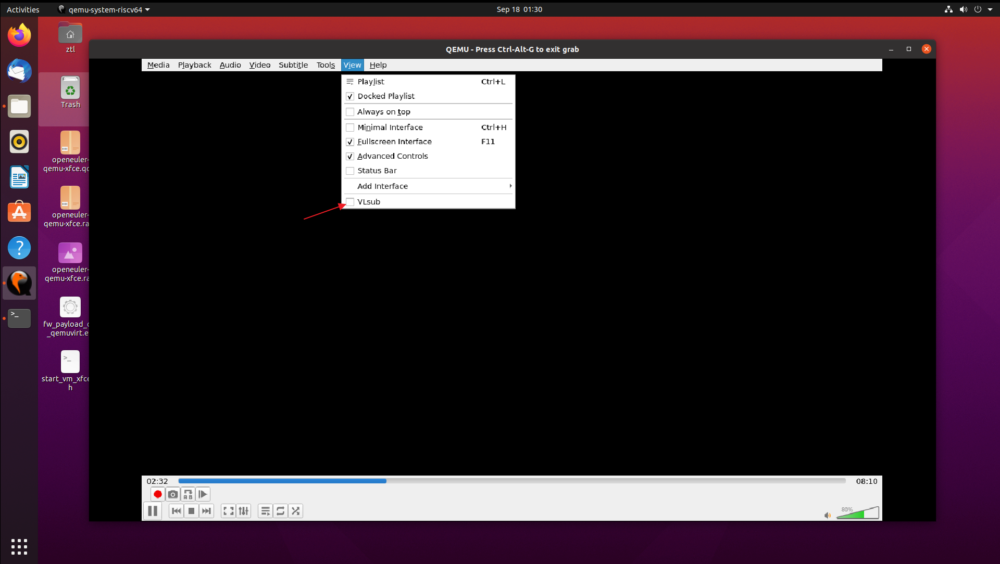 Activities
qemu-system-riscv64
Sep 18 01:30
ztl
Trash
openeuler-
qemu-xfce.qc
openeuler-
qemu-xfce.ra
openeuler-
qemu-xfce.ra
fw_payload_o
_qemuvirt.e
start_vm_xfce
h
QEMU - Press Ctrl-Alt-G to exit grab
Media Playback Audio Video Subtitle Tools View Help
Playlist Ctrl+L
Docked Playlist
Always on top
Minimal Interface Ctrl+H
Fullscreen Interface F11
Advanced Controls
Status Bar
Add Interface
VLsub
02:32
08:10
A B
80%